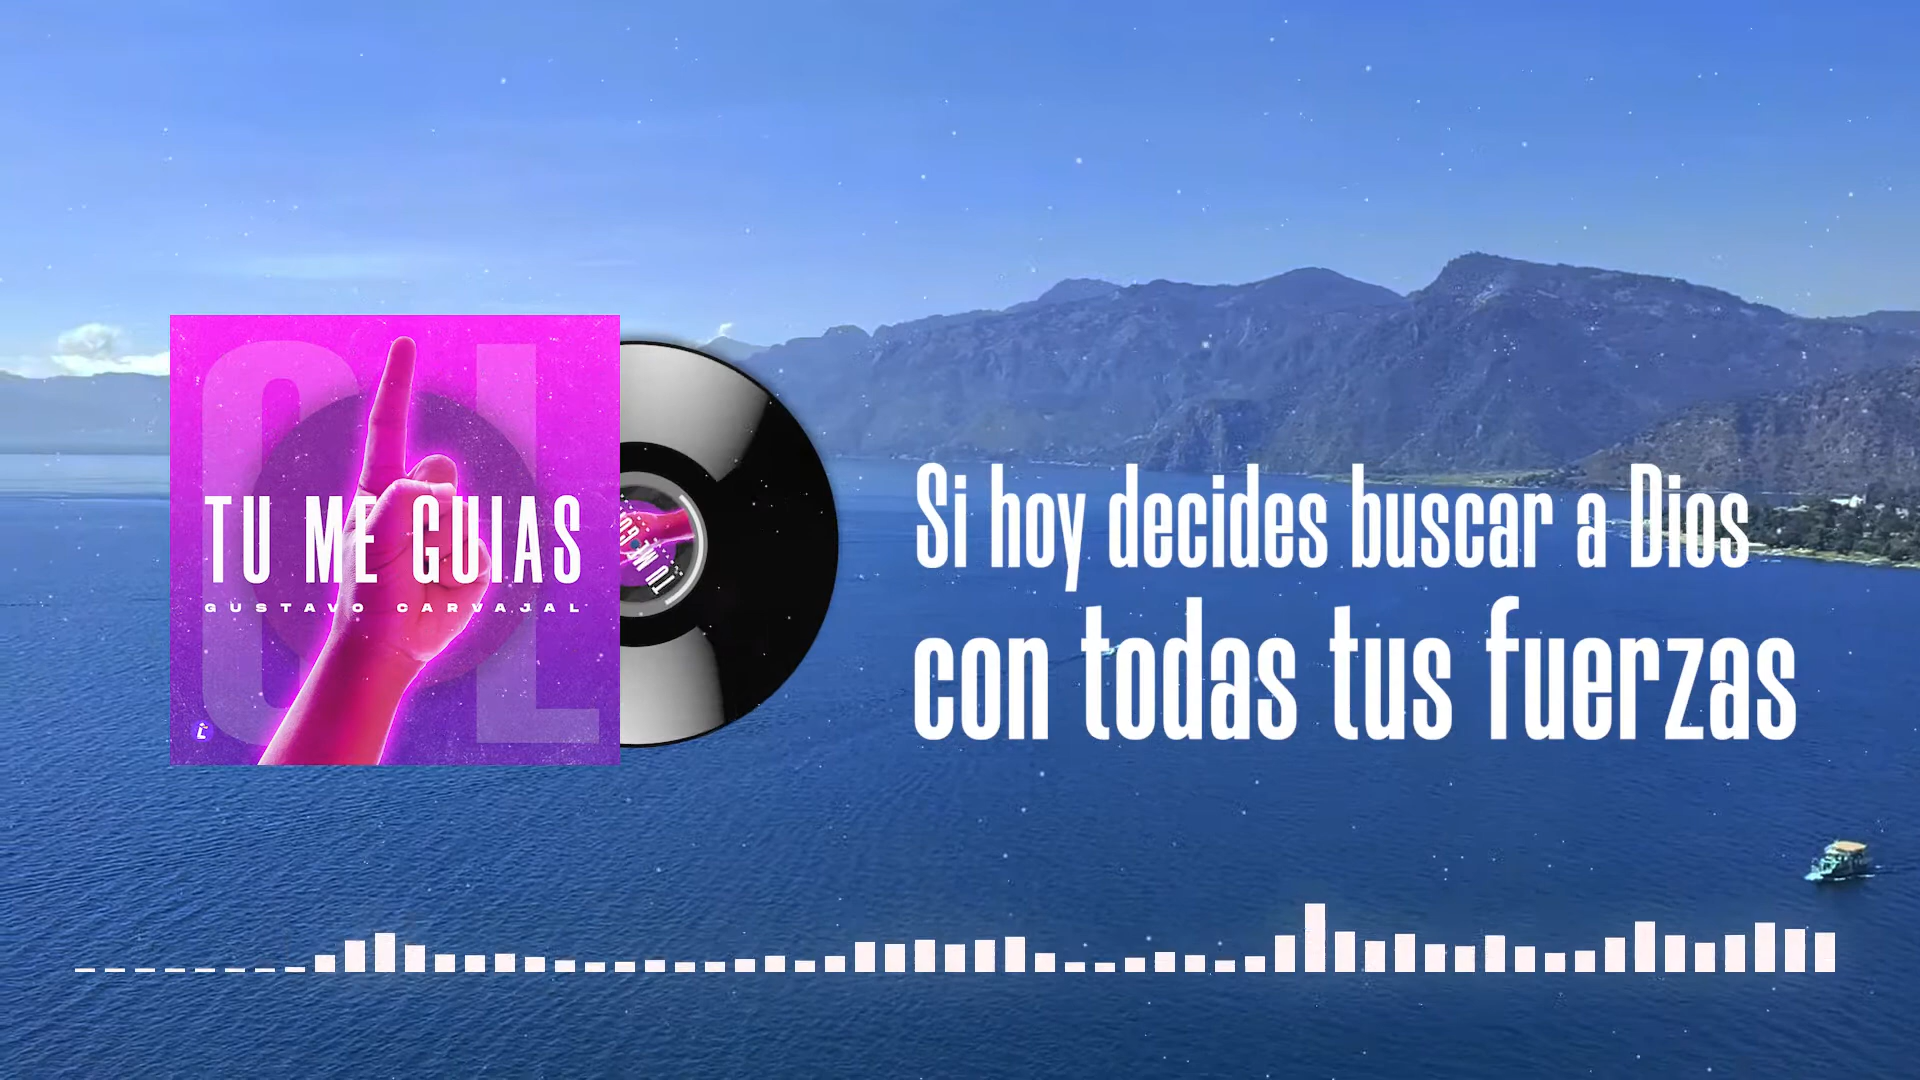 TU ME GUIAS
GUSTAVO CARVAJAL
Si hoy decides buscar a Dios
con todas tus fuerzas